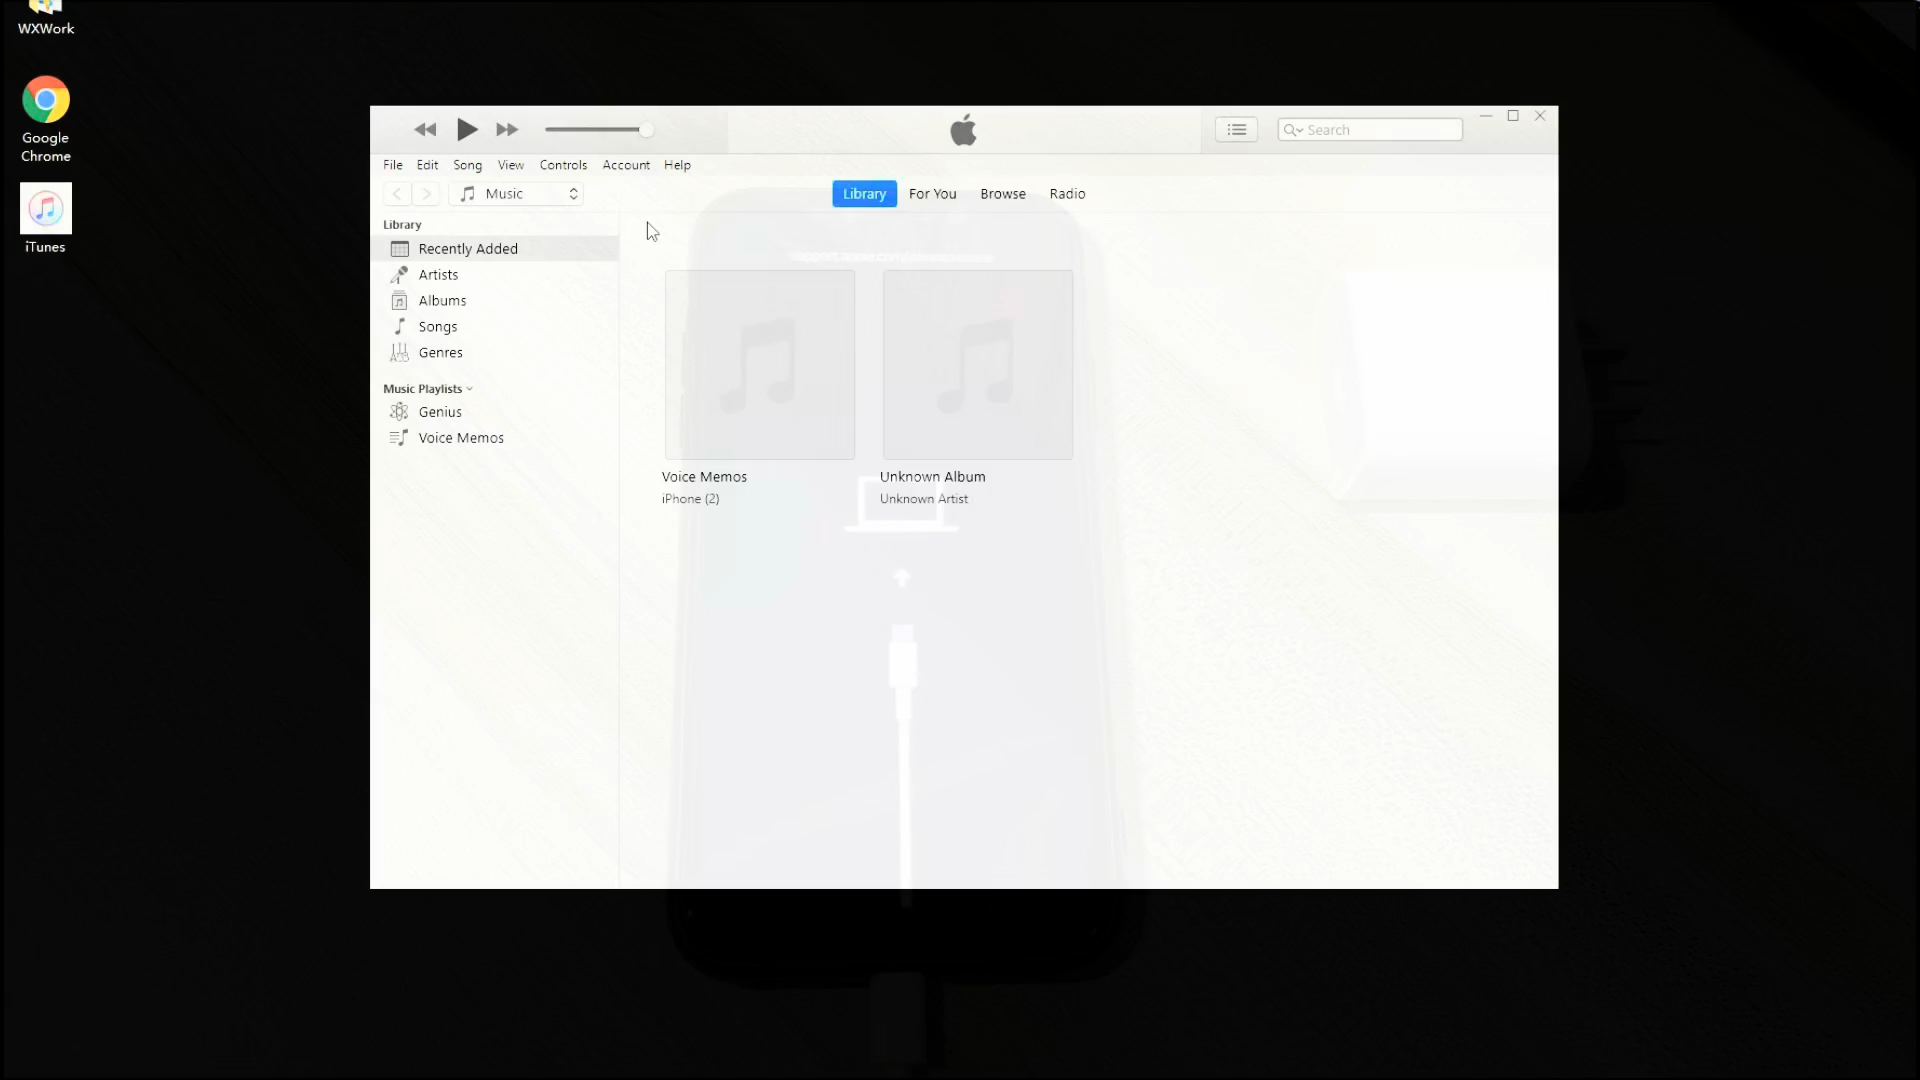 WXWork
Google
Chrome
iTunes
Search
File Edit Song View Controls Account Help
Music
Library For You Browse Radio
Library
Recently Added
Artists
Albums
Songs
Genres
Music Playlists
Genius
Voice Memos
Voice Memos
iPhone (2)
Unknown Album
Unknown Artist